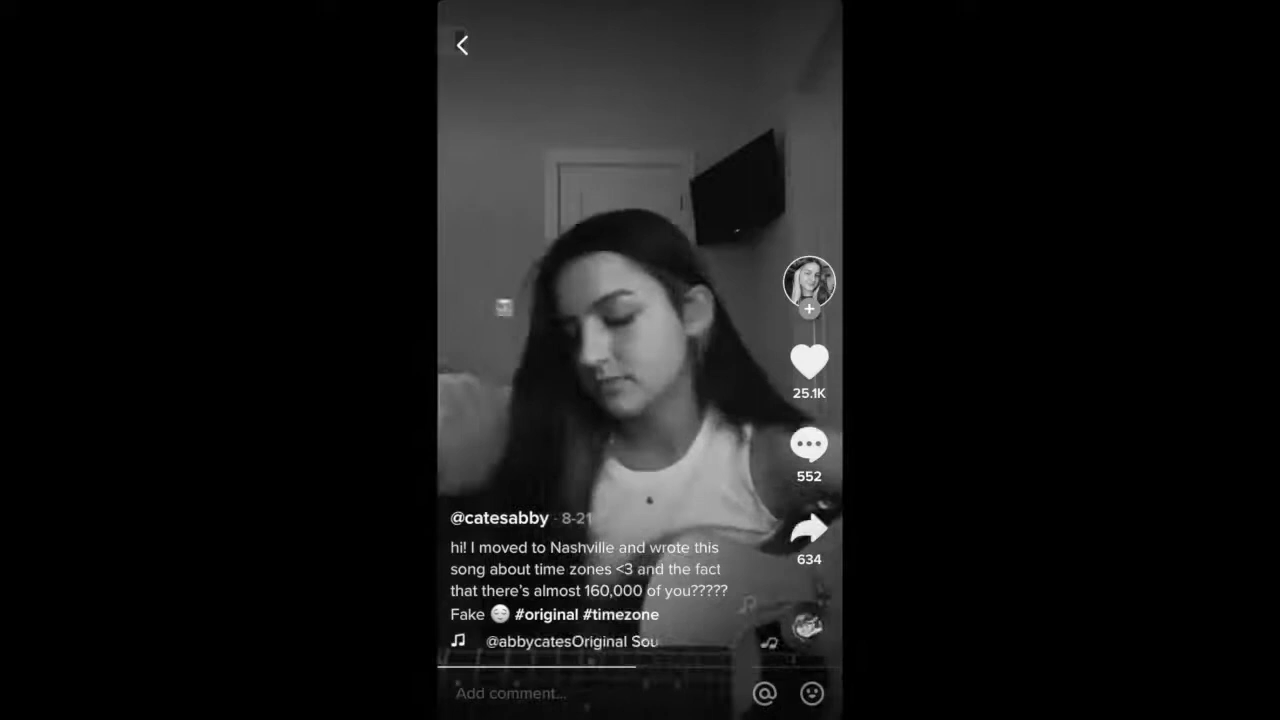 25.1K
552
@catesabby · 8-21
634
hi! I moved to Nashville and wrote this
song about time zones <3 and the fact
that there's almost 160,000 of you?????
Fake 😌 #original #timezone
@abbycatesOriginal Sou
Add comment...